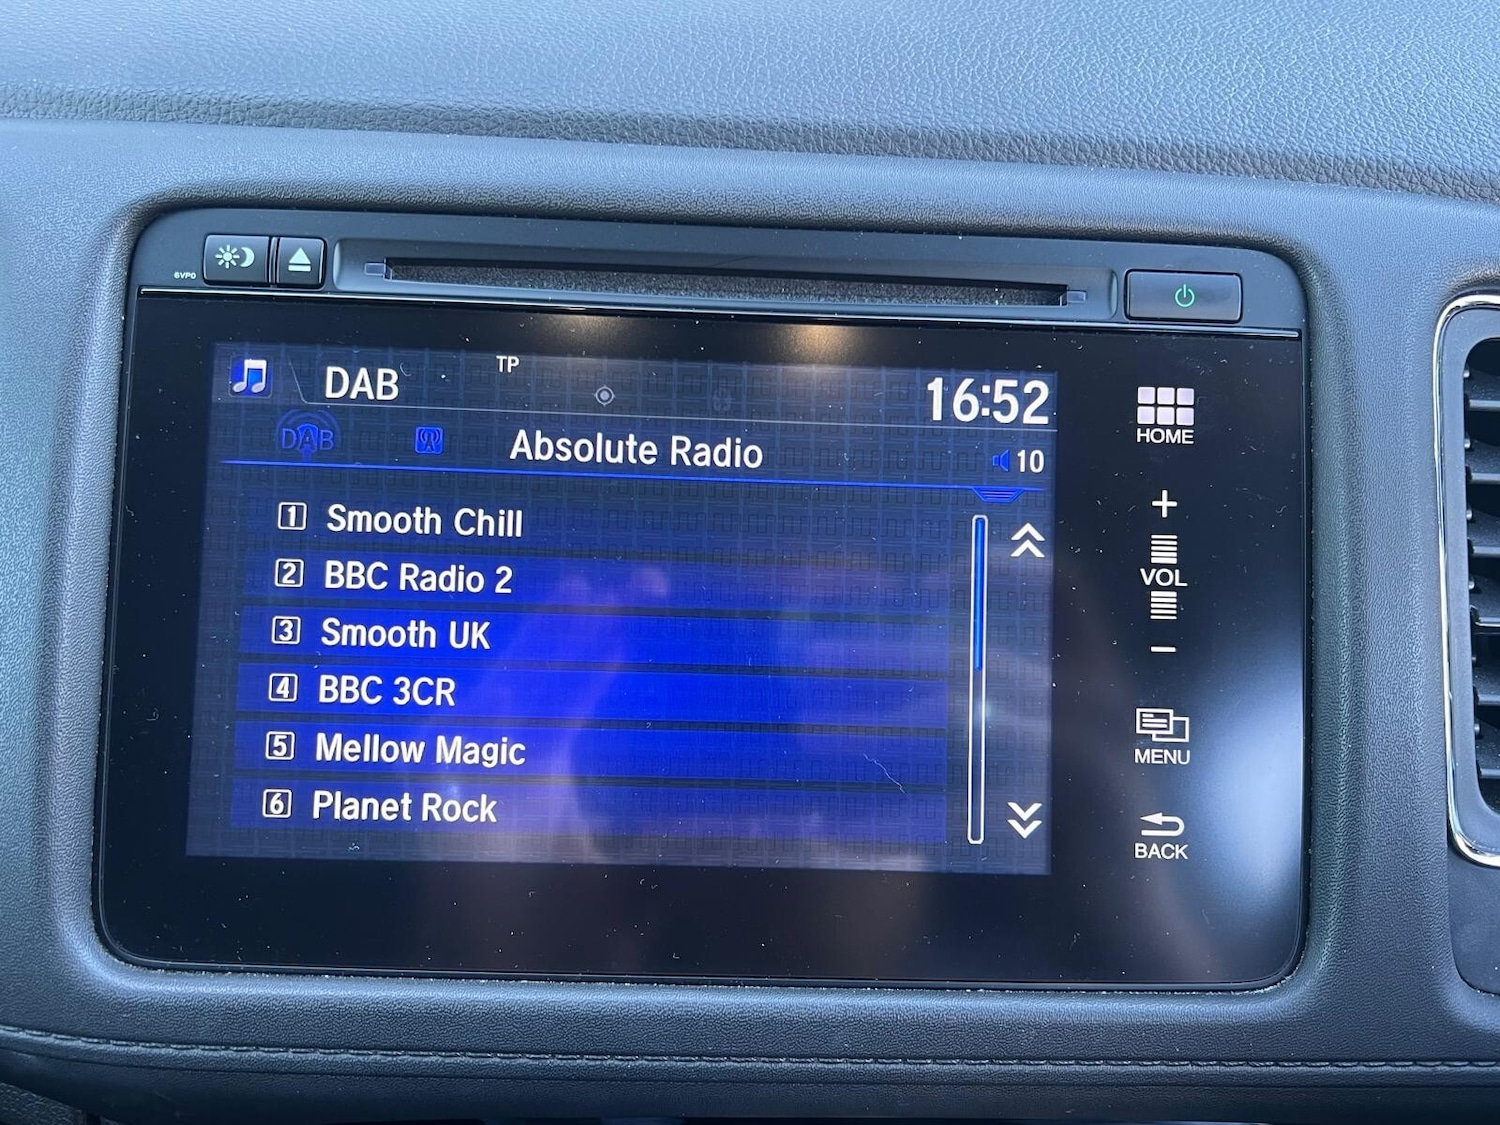 6VP0
DAB
TP
16:52
DAB
Absolute Radio
10
1 Smooth Chill
2 BBC Radio 2
3 Smooth UK
4 BBC 3CR
5 Mellow Magic
6 Planet Rock
HOME
+
VOL
−
MENU
BACK